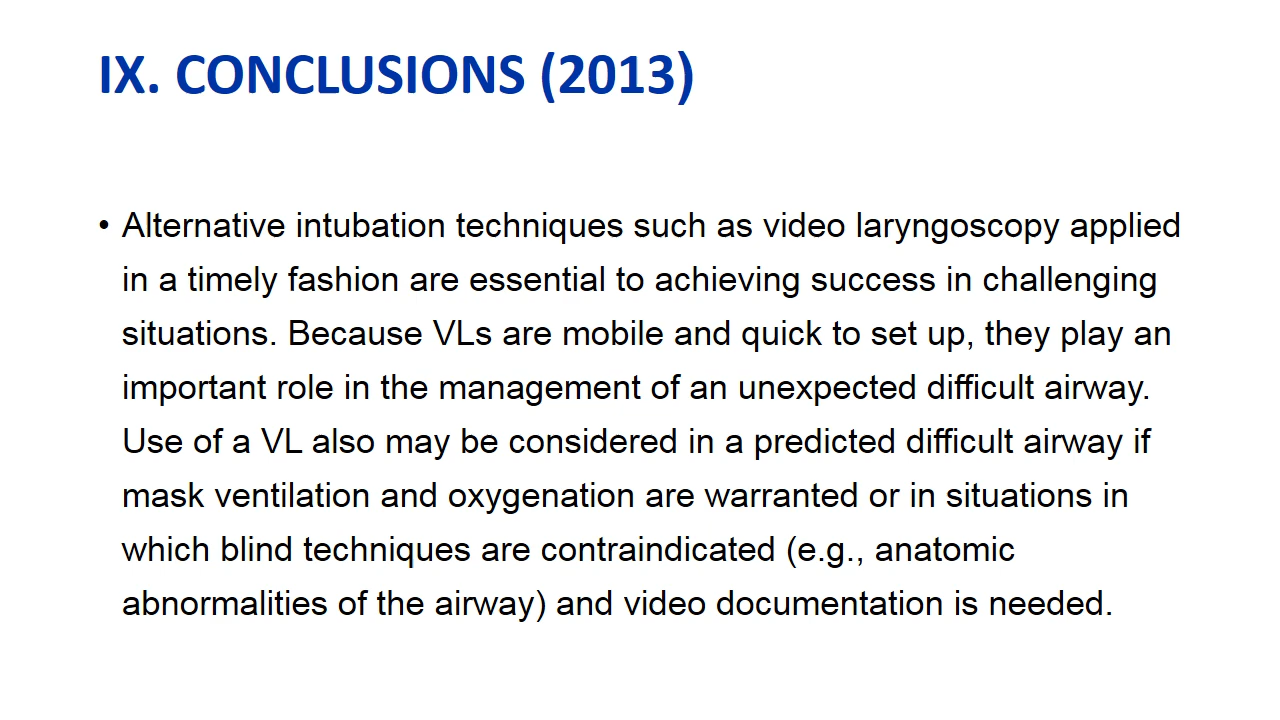 IX. CONCLUSIONS (2013)
• Alternative intubation techniques such as video laryngoscopy applied
in a timely fashion are essential to achieving success in challenging
situations. Because VLs are mobile and quick to set up, they play an
important role in the management of an unexpected difficult airway.
Use of a VL also may be considered in a predicted difficult airway if
mask ventilation and oxygenation are warranted or in situations in
which blind techniques are contraindicated (e.g., anatomic
abnormalities of the airway) and video documentation is needed.